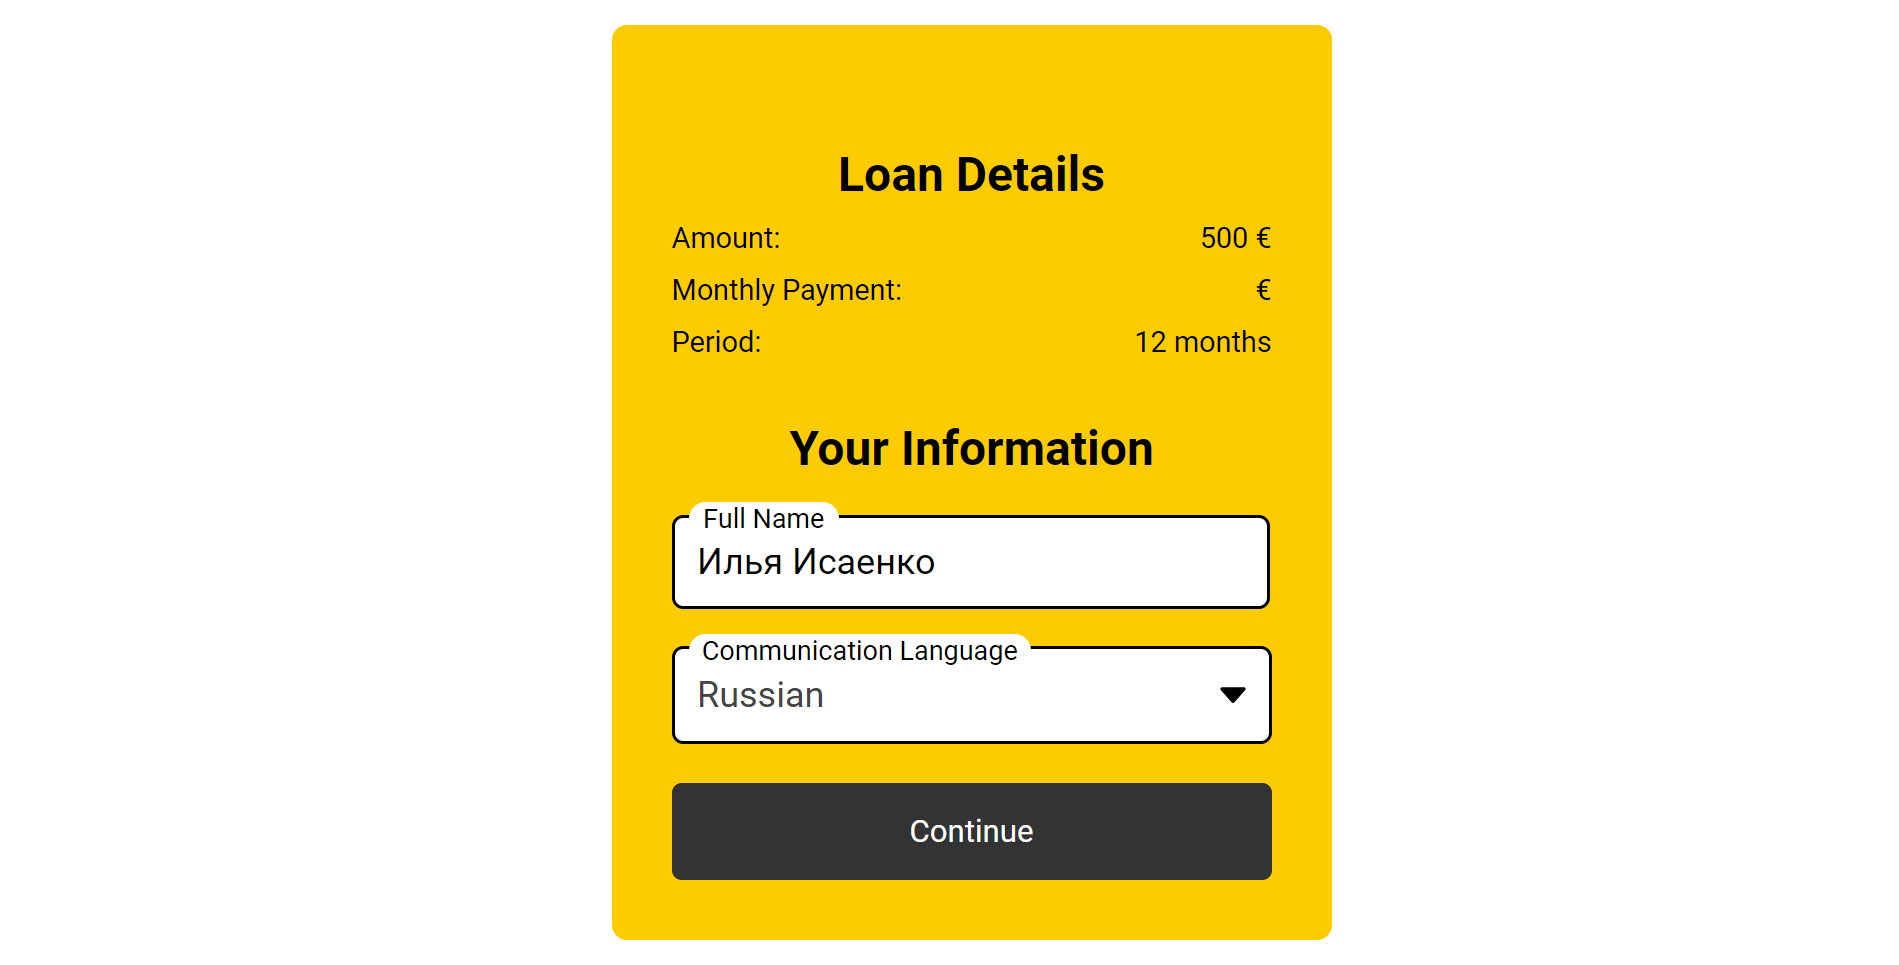 Loan Details
Amount: 500 €
Monthly Payment: €
Period: 12 months
Your Information
Full Name
Илья Исаенко
Communication Language
Russian
Continue